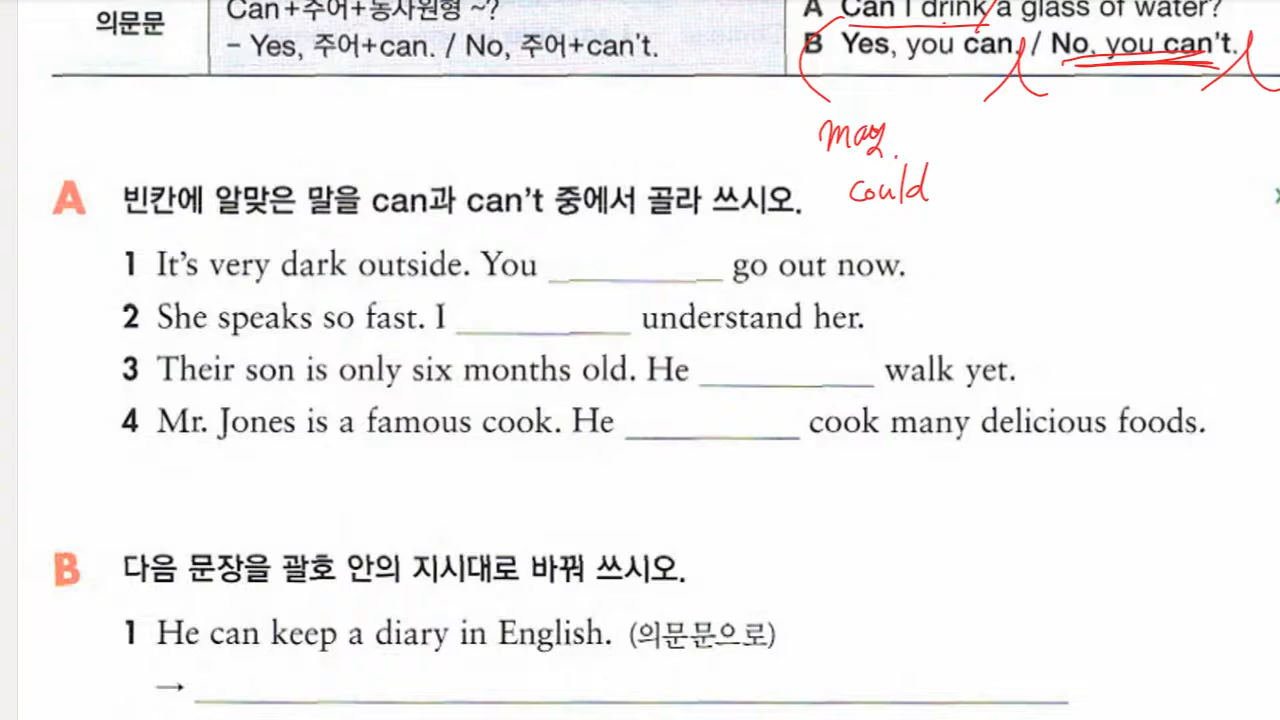 Can+주어+동사원형 ~?
A Can I drink a glass of water?
의문문
– Yes, 주어+can. / No, 주어+can't.
B Yes, you can. / No, you can't.
may.
could
A 빈칸에 알맞은 말을 can과 can't 중에서 골라 쓰시오.
1 It's very dark outside. You ________ go out now.
2 She speaks so fast. I ________ understand her.
3 Their son is only six months old. He ________ walk yet.
4 Mr. Jones is a famous cook. He ________ cook many delicious foods.
B 다음 문장을 괄호 안의 지시대로 바꿔 쓰시오.
1 He can keep a diary in English. (의문문으로)
→ ________